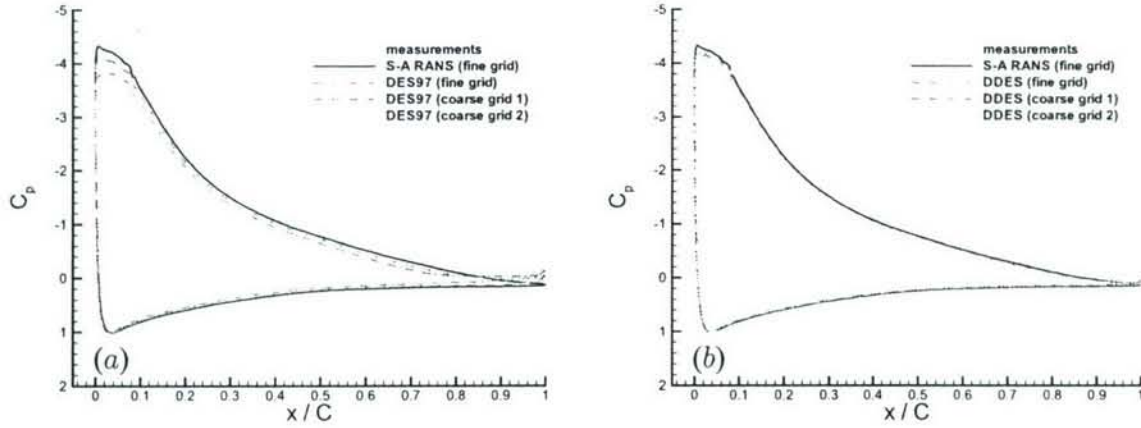 -5
-4
-3
-2
-1
0
1
2
C_p
measurements
S-A RANS (fine grid)
DES97 (fine grid)
DES97 (coarse grid 1)
DES97 (coarse grid 2)
(a)
0 0.1 0.2 0.3 0.4 0.5 0.6 0.7 0.8 0.9 1
x / C
-5
-4
-3
-2
-1
0
1
2
C_p
measurements
S-A RANS (fine grid)
DDES (fine grid)
DDES (coarse grid 1)
DDES (coarse grid 2)
(b)
0 0.1 0.2 0.3 0.4 0.5 0.6 0.7 0.8 0.9 1
x / C